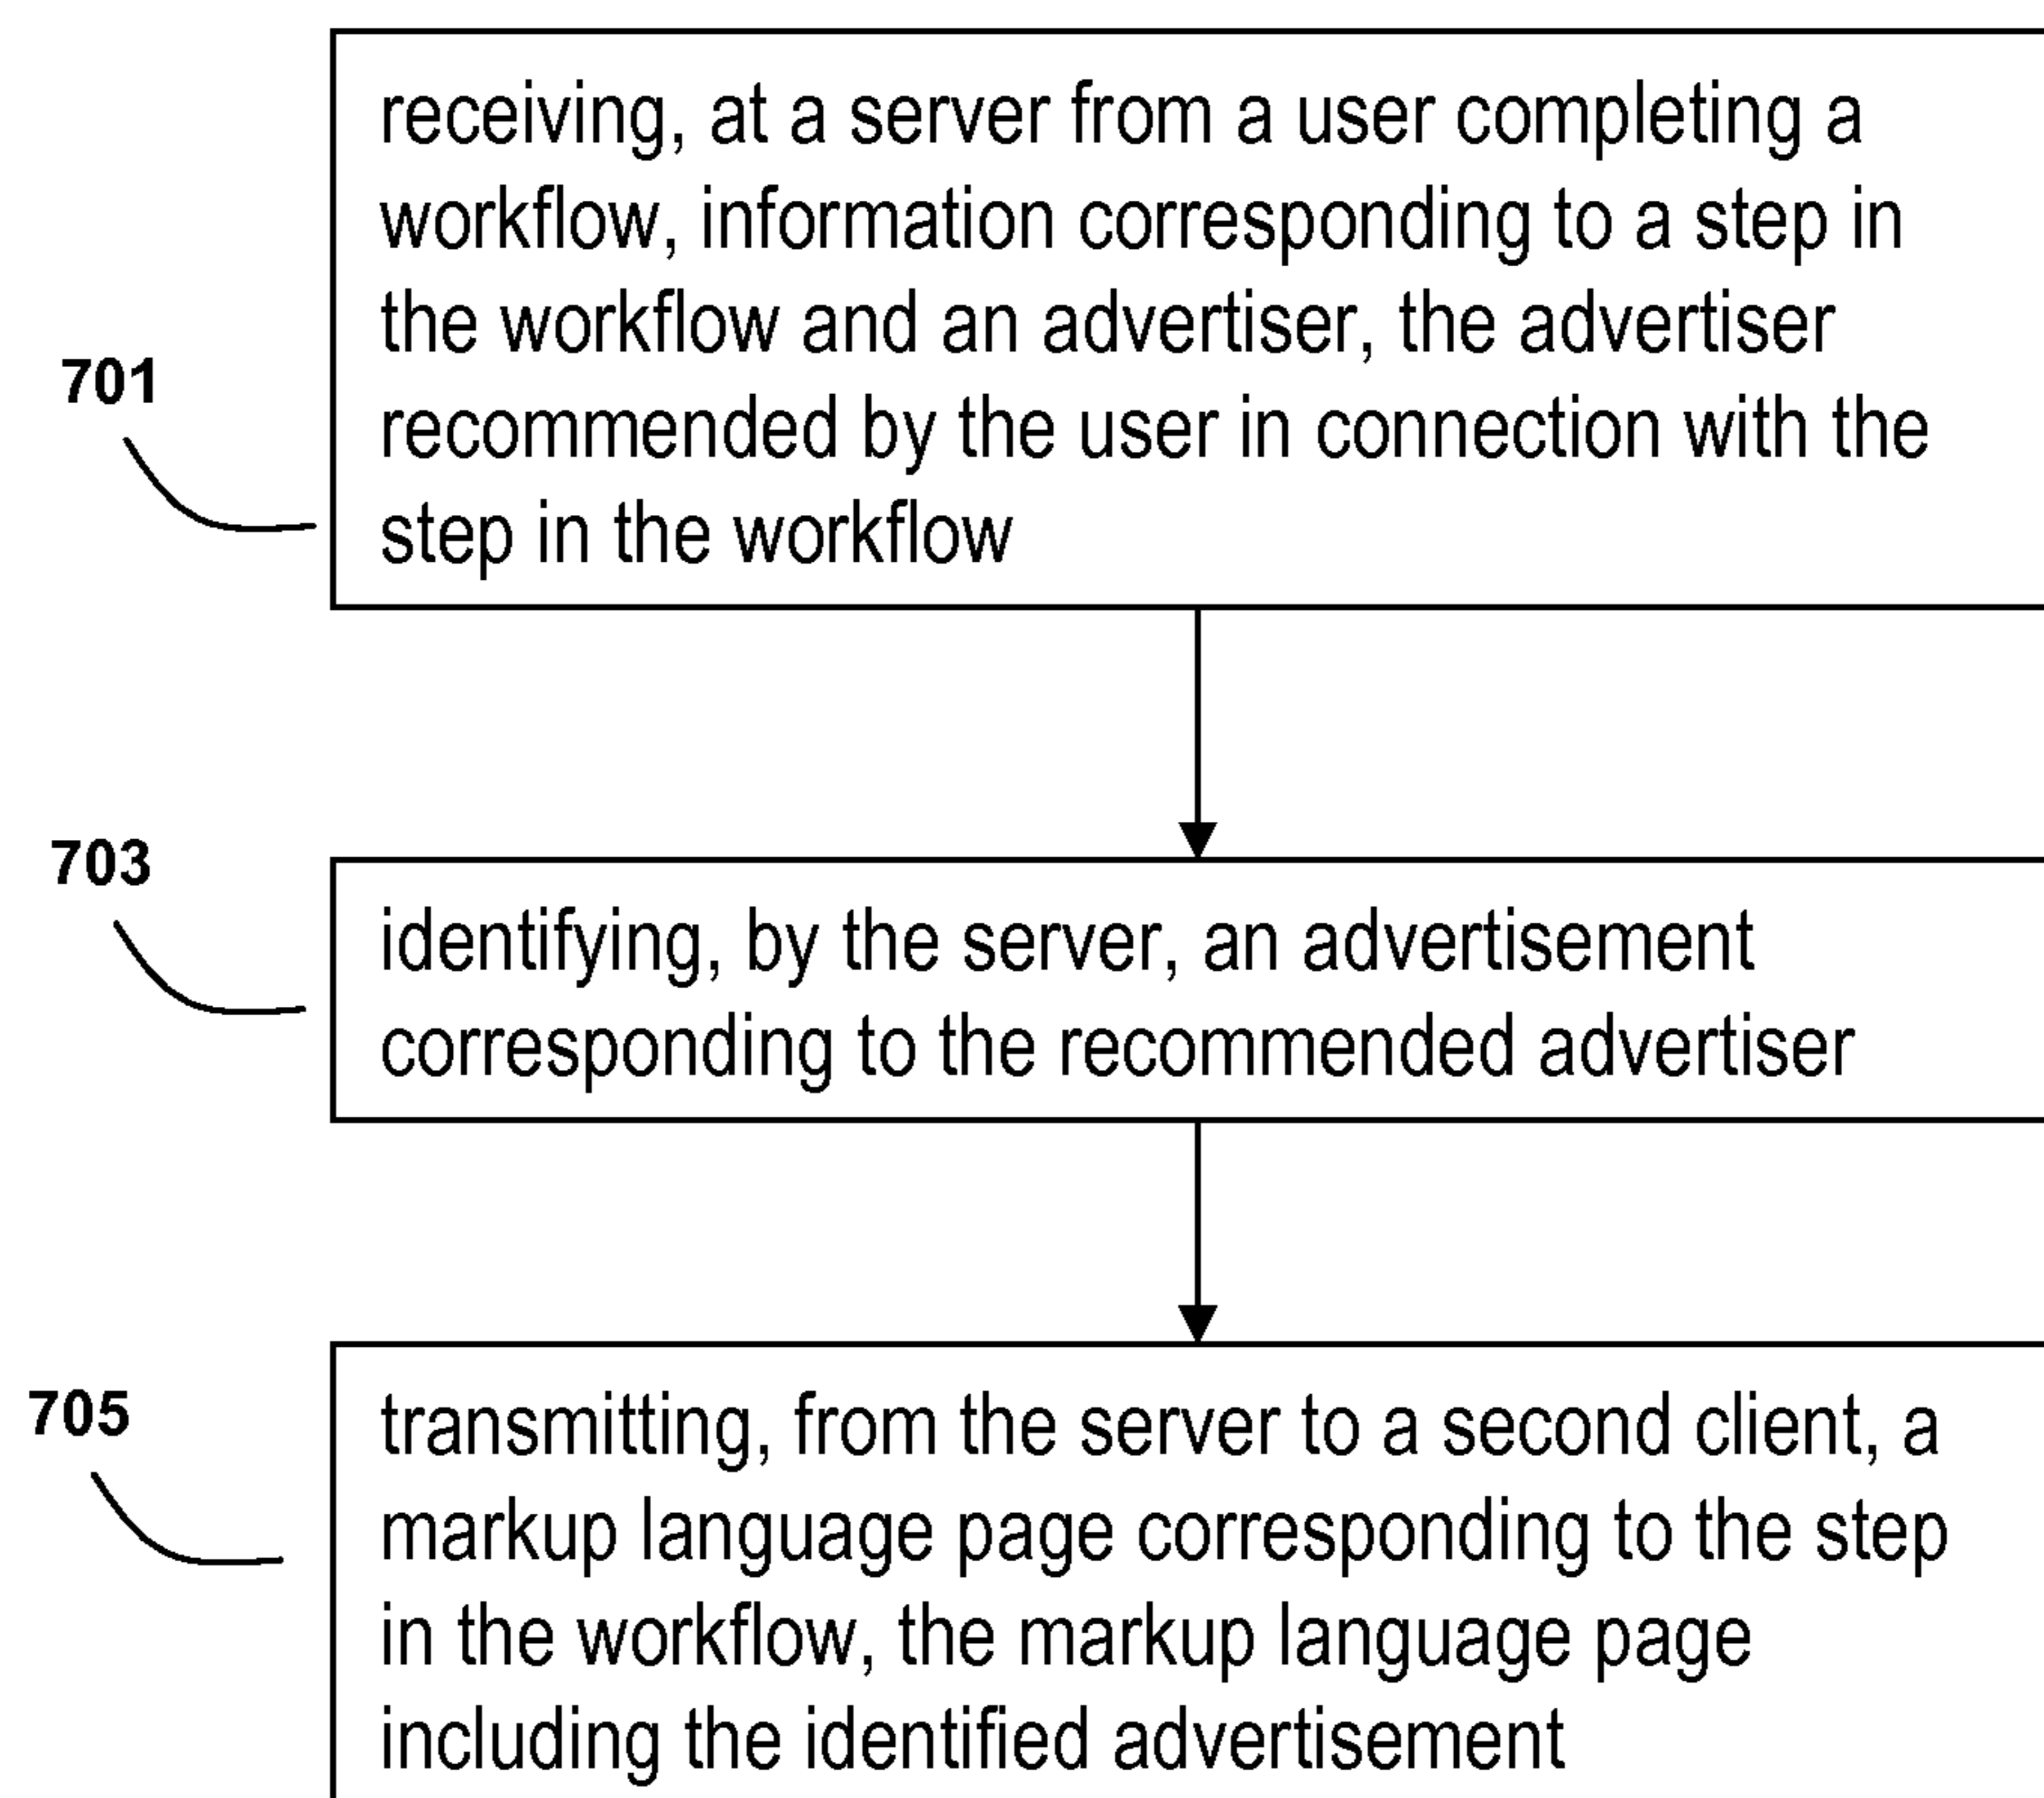 receiving, at a server from a user completing a
workflow, information corresponding to a step in
the workflow and an advertiser, the advertiser
701
recommended by the user in connection with the
step in the workflow
703
identifying, by the server, an advertisement
corresponding to the recommended advertiser
705
transmitting, from the server to a second client, a
markup language page corresponding to the step
in the workflow, the markup language page
including the identified advertisement